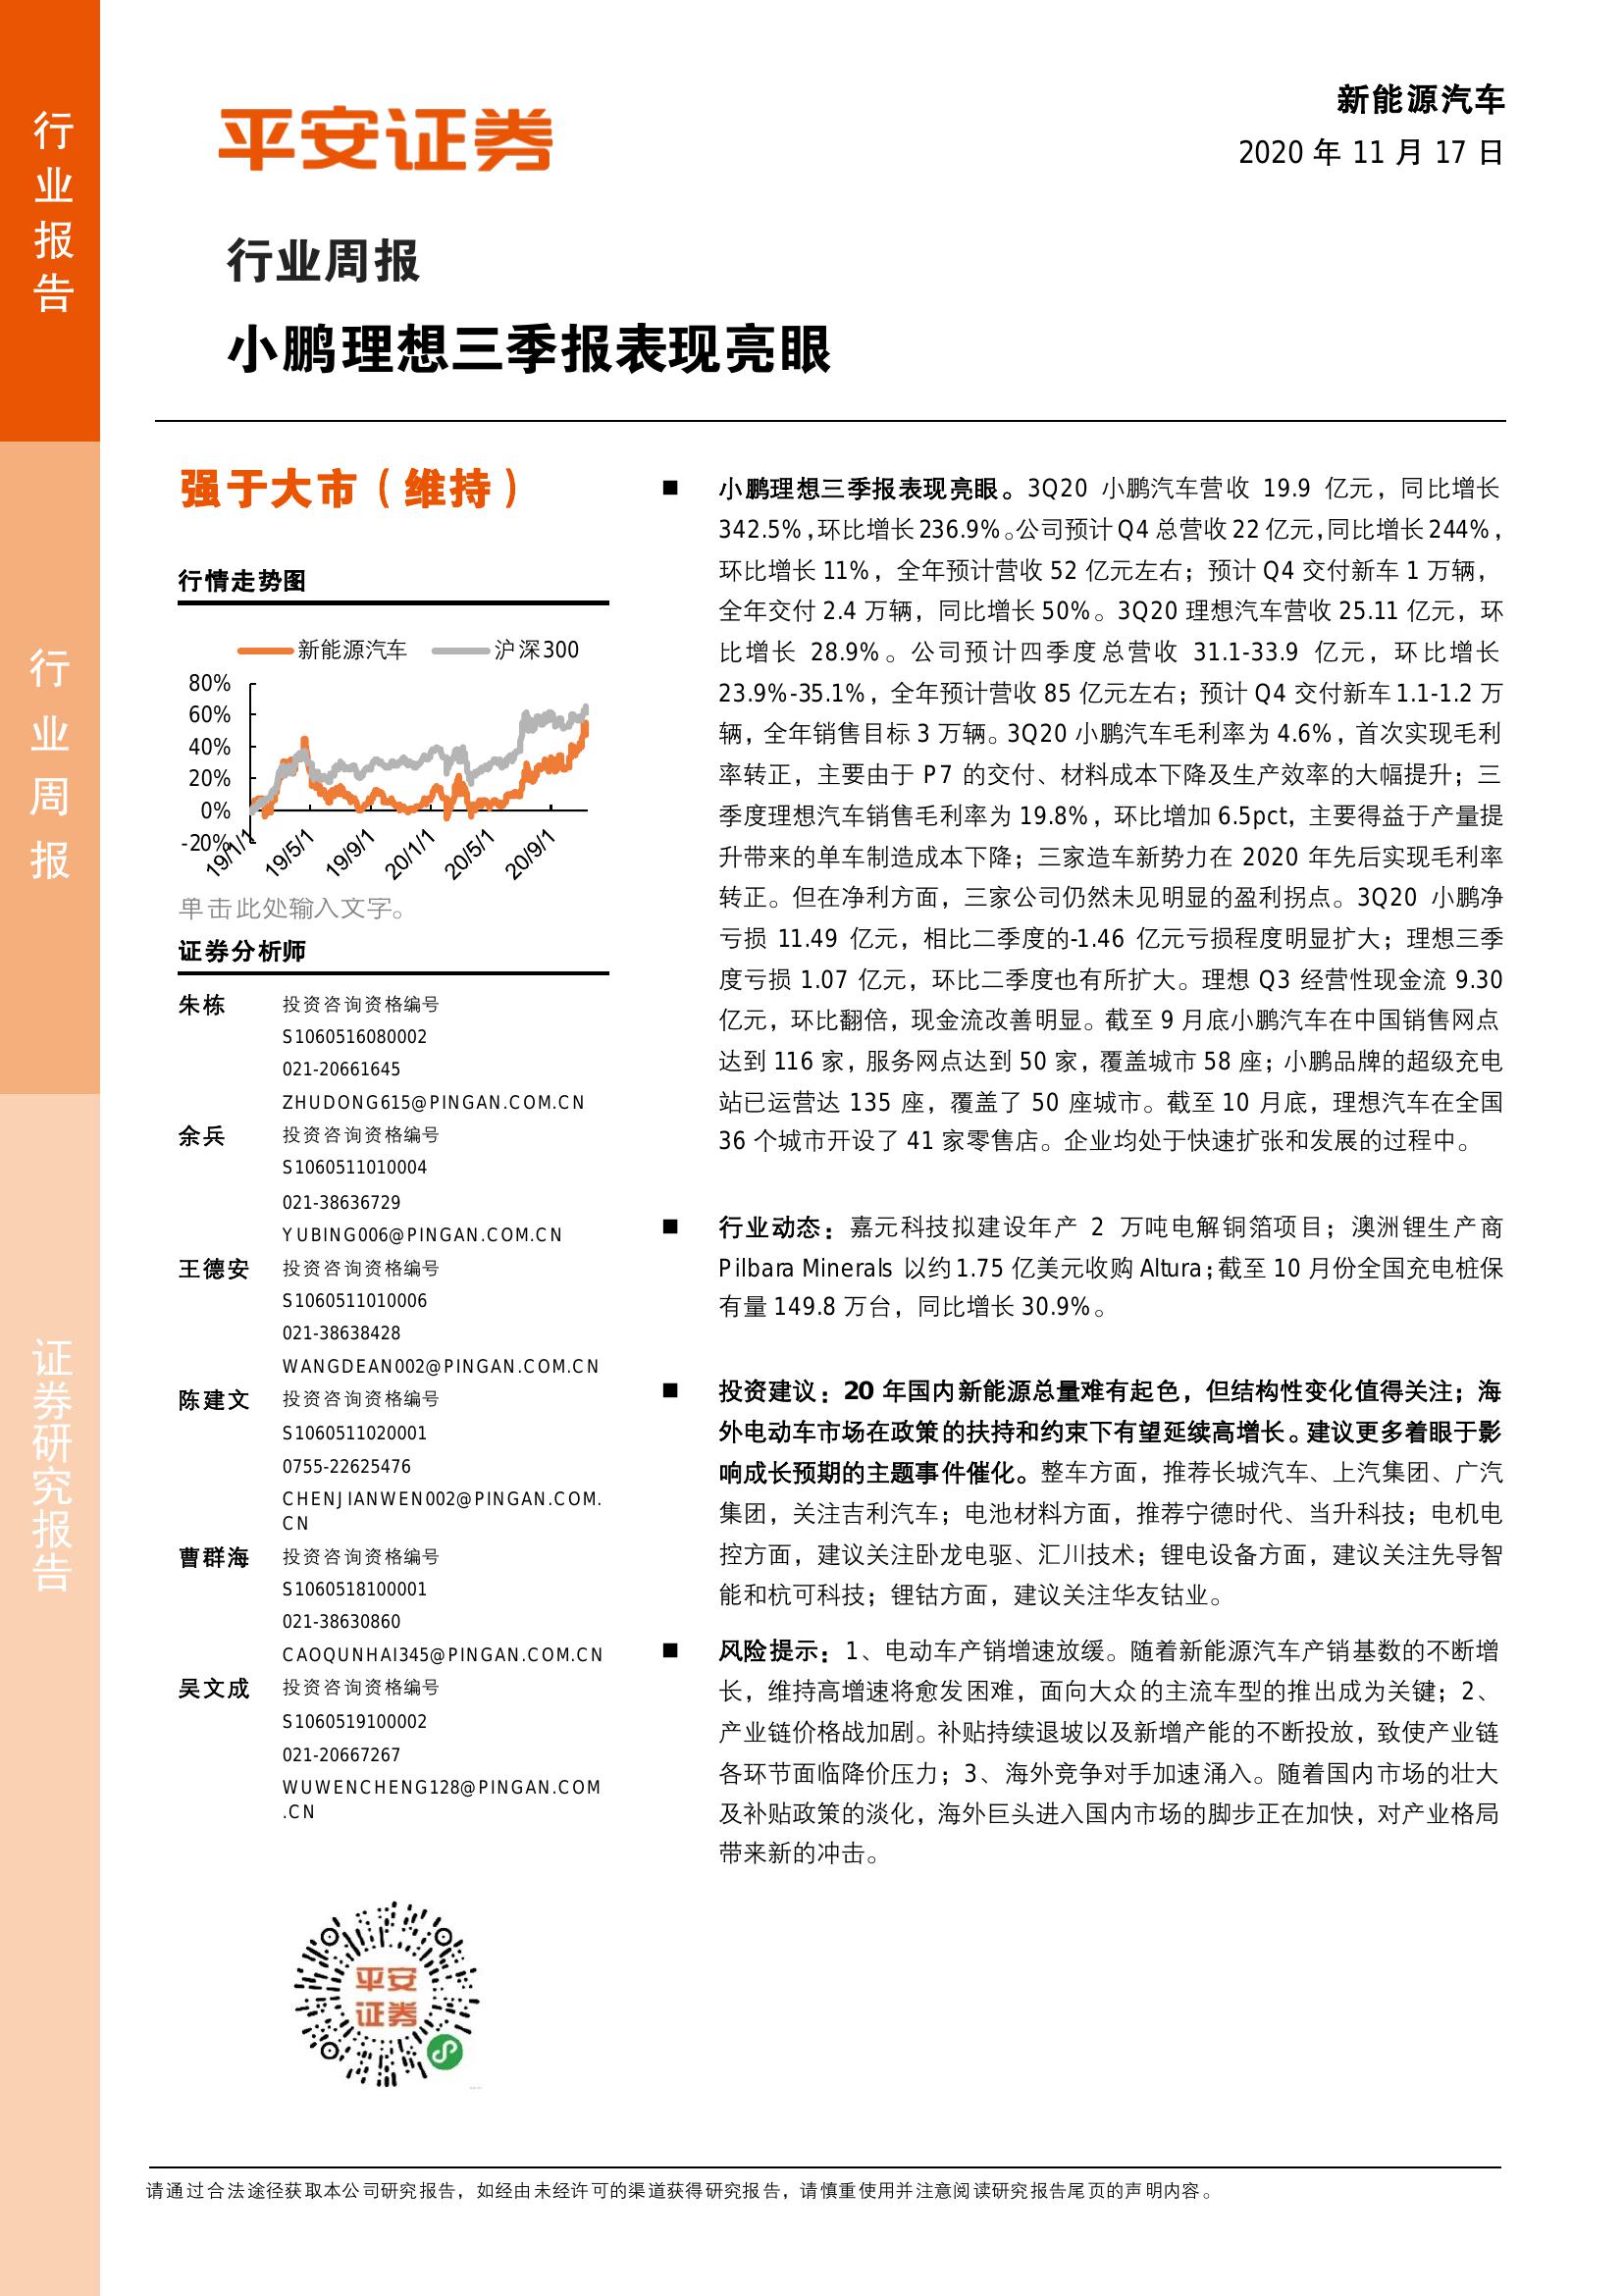 行业报告
行业周报
证券研究报告
平安证券
新能源汽车
2020 年 11 月 17 日
行业周报
小鹏理想三季报表现亮眼
强于大市（维持）
行情走势图
新能源汽车 沪深300
80%
60%
40%
20%
0%
-20%
19/1/1 19/5/1 19/9/1 20/1/1 20/5/1 20/9/1
单击此处输入文字。
证券分析师
朱栋 投资咨询资格编号
S1060516080002
021-20661645
ZHUDONG615@PINGAN.COM.CN
余兵 投资咨询资格编号
S1060511010004
021-38636729
YUBING006@PINGAN.COM.CN
王德安 投资咨询资格编号
S1060511010006
021-38638428
WANGDEAN002@PINGAN.COM.CN
陈建文 投资咨询资格编号
S1060511020001
0755-22625476
CHENJIANWEN002@PINGAN.COM.
CN
曹群海 投资咨询资格编号
S1060518100001
021-38630860
CAOQUNHAI345@PINGAN.COM.CN
吴文成 投资咨询资格编号
S1060519100002
021-20667267
WUWENCHENG128@PINGAN.COM
.CN
平安
证券
■ 小鹏理想三季报表现亮眼。3Q20 小鹏汽车营收 19.9 亿元，同比增长
342.5%，环比增长 236.9%。公司预计 Q4 总营收 22 亿元，同比增长 244%，
环比增长 11%，全年预计营收 52 亿元左右；预计 Q4 交付新车 1 万辆，
全年交付 2.4 万辆，同比增长 50%。3Q20 理想汽车营收 25.11 亿元，环
比增长 28.9%。公司预计四季度总营收 31.1-33.9 亿元，环比增长
23.9%-35.1%，全年预计营收 85 亿元左右；预计 Q4 交付新车 1.1-1.2 万
辆，全年销售目标 3 万辆。3Q20 小鹏汽车毛利率为 4.6%，首次实现毛利
率转正，主要由于 P7 的交付、材料成本下降及生产效率的大幅提升；三
季度理想汽车销售毛利率为 19.8%，环比增加 6.5pct，主要得益于产量提
升带来的单车制造成本下降；三家造车新势力在 2020 年先后实现毛利率
转正。但在净利方面，三家公司仍然未见明显的盈利拐点。3Q20 小鹏净
亏损 11.49 亿元，相比二季度的-1.46 亿元亏损程度明显扩大；理想三季
度亏损 1.07 亿元，环比二季度也有所扩大。理想 Q3 经营性现金流 9.30
亿元，环比翻倍，现金流改善明显。截至 9 月底小鹏汽车在中国销售网点
达到 116 家，服务网点达到 50 家，覆盖城市 58 座；小鹏品牌的超级充电
站已运营达 135 座，覆盖了 50 座城市。截至 10 月底，理想汽车在全国
36 个城市开设了 41 家零售店。企业均处于快速扩张和发展的过程中。
■ 行业动态：嘉元科技拟建设年产 2 万吨电解铜箔项目；澳洲锂生产商
Pilbara Minerals 以约 1.75 亿美元收购 Altura；截至 10 月份全国充电桩保
有量 149.8 万台，同比增长 30.9%。
■ 投资建议：20 年国内新能源总量难有起色，但结构性变化值得关注；海
外电动车市场在政策的扶持和约束下有望延续高增长。建议更多着眼于影
响成长预期的主题事件催化。整车方面，推荐长城汽车、上汽集团、广汽
集团，关注吉利汽车；电池材料方面，推荐宁德时代、当升科技；电机电
控方面，建议关注卧龙电驱、汇川技术；锂电设备方面，建议关注先导智
能和杭可科技；锂钴方面，建议关注华友钴业。
■ 风险提示：1、电动车产销增速放缓。随着新能源汽车产销基数的不断增
长，维持高增速将愈发困难，面向大众的主流车型的推出成为关键；2、
产业链价格战加剧。补贴持续退坡以及新增产能的不断投放，致使产业链
各环节面临降价压力；3、海外竞争对手加速涌入。随着国内市场的壮大
及补贴政策的淡化，海外巨头进入国内市场的脚步正在加快，对产业格局
带来新的冲击。
请通过合法途径获取本公司研究报告，如经由未经许可的渠道获得研究报告，请慎重使用并注意阅读研究报告尾页的声明内容。